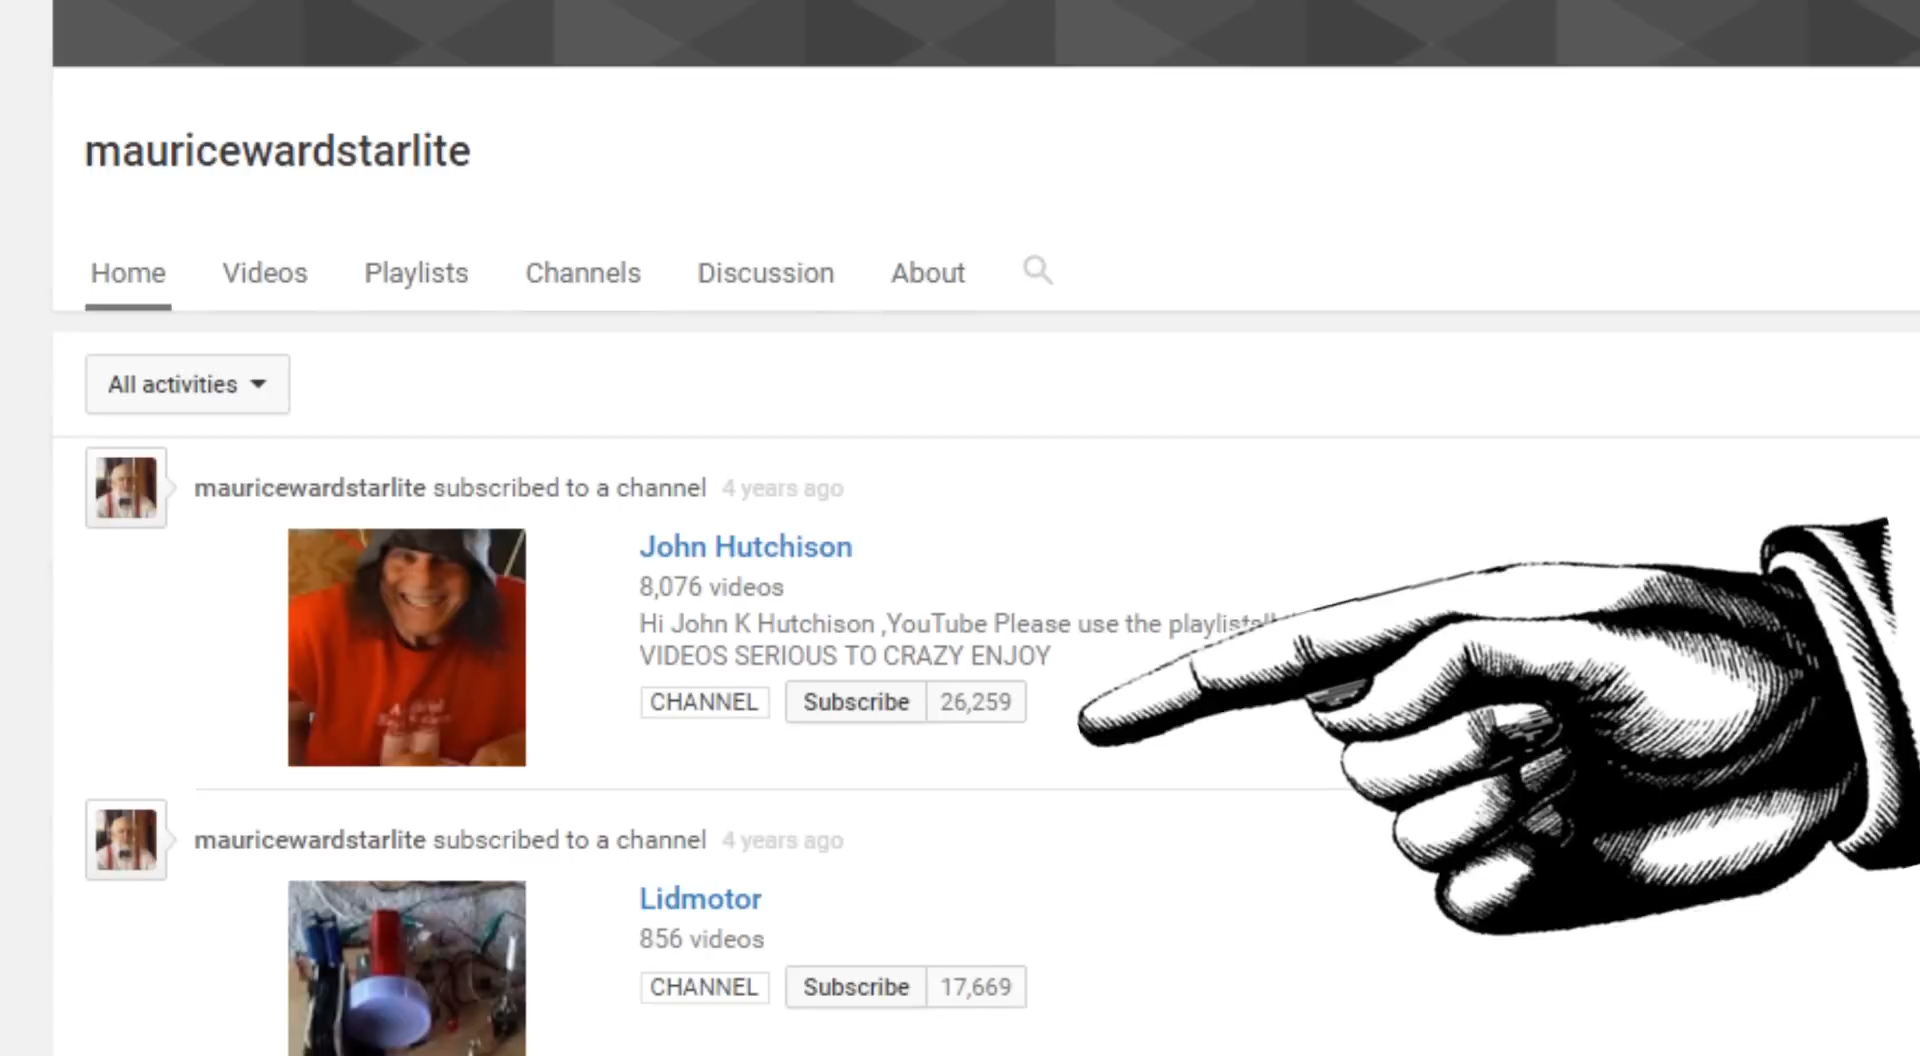 mauricewardstarlite
Home Videos Playlists Channels Discussion About
All activities
mauricewardstarlite subscribed to a channel 4 years ago
John Hutchison
8,076 videos
Hi John K Hutchison ,YouTube Please use the
VIDEOS SERIOUS TO CRAZY ENJOY
CHANNEL Subscribe 26,259
mauricewardstarlite subscribed to a channel 4 years ago
Lidmotor
856 videos
CHANNEL Subscribe 17,669